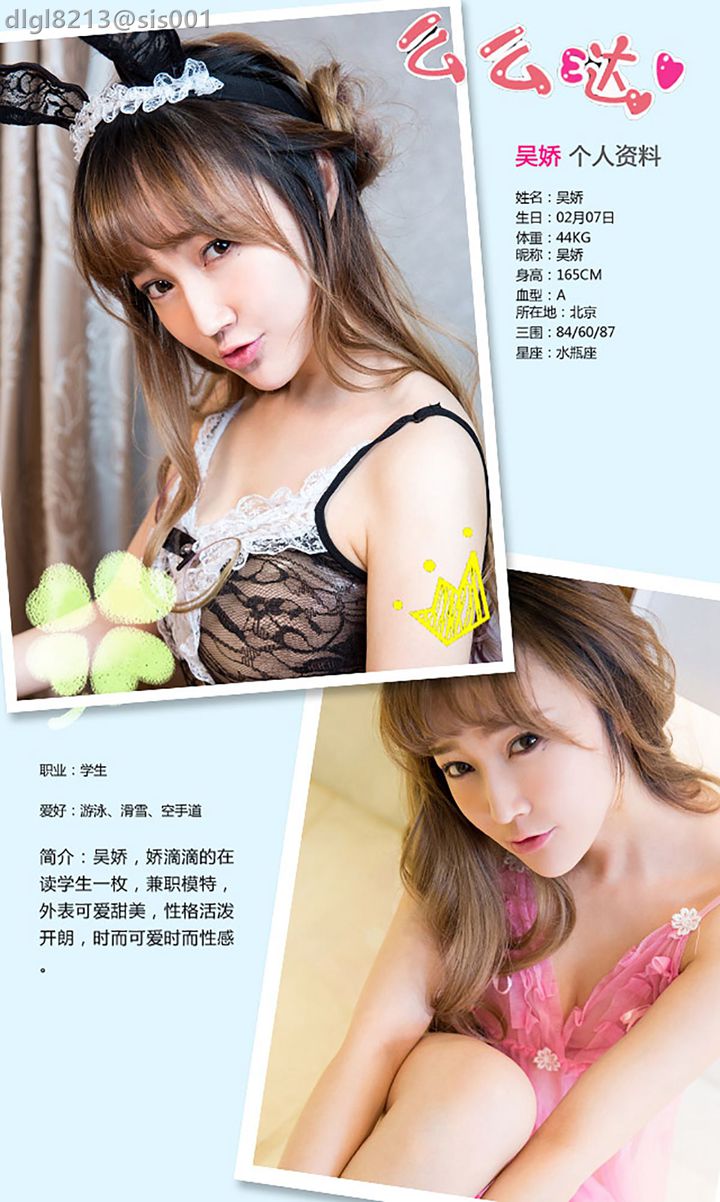 dlgl8213@sis001
么么哒
吴娇 个人资料
姓名：吴娇
生日：02月07日
体重：44KG
昵称：吴娇
身高：165CM
血型：A
所在地：北京
三围：84/60/87
星座：水瓶座
职业：学生
爱好：游泳、滑雪、空手道
简介：吴娇，娇滴滴的在
读学生一枚，兼职模特，
外表可爱甜美，性格活泼
开朗，时而可爱时而性感
。